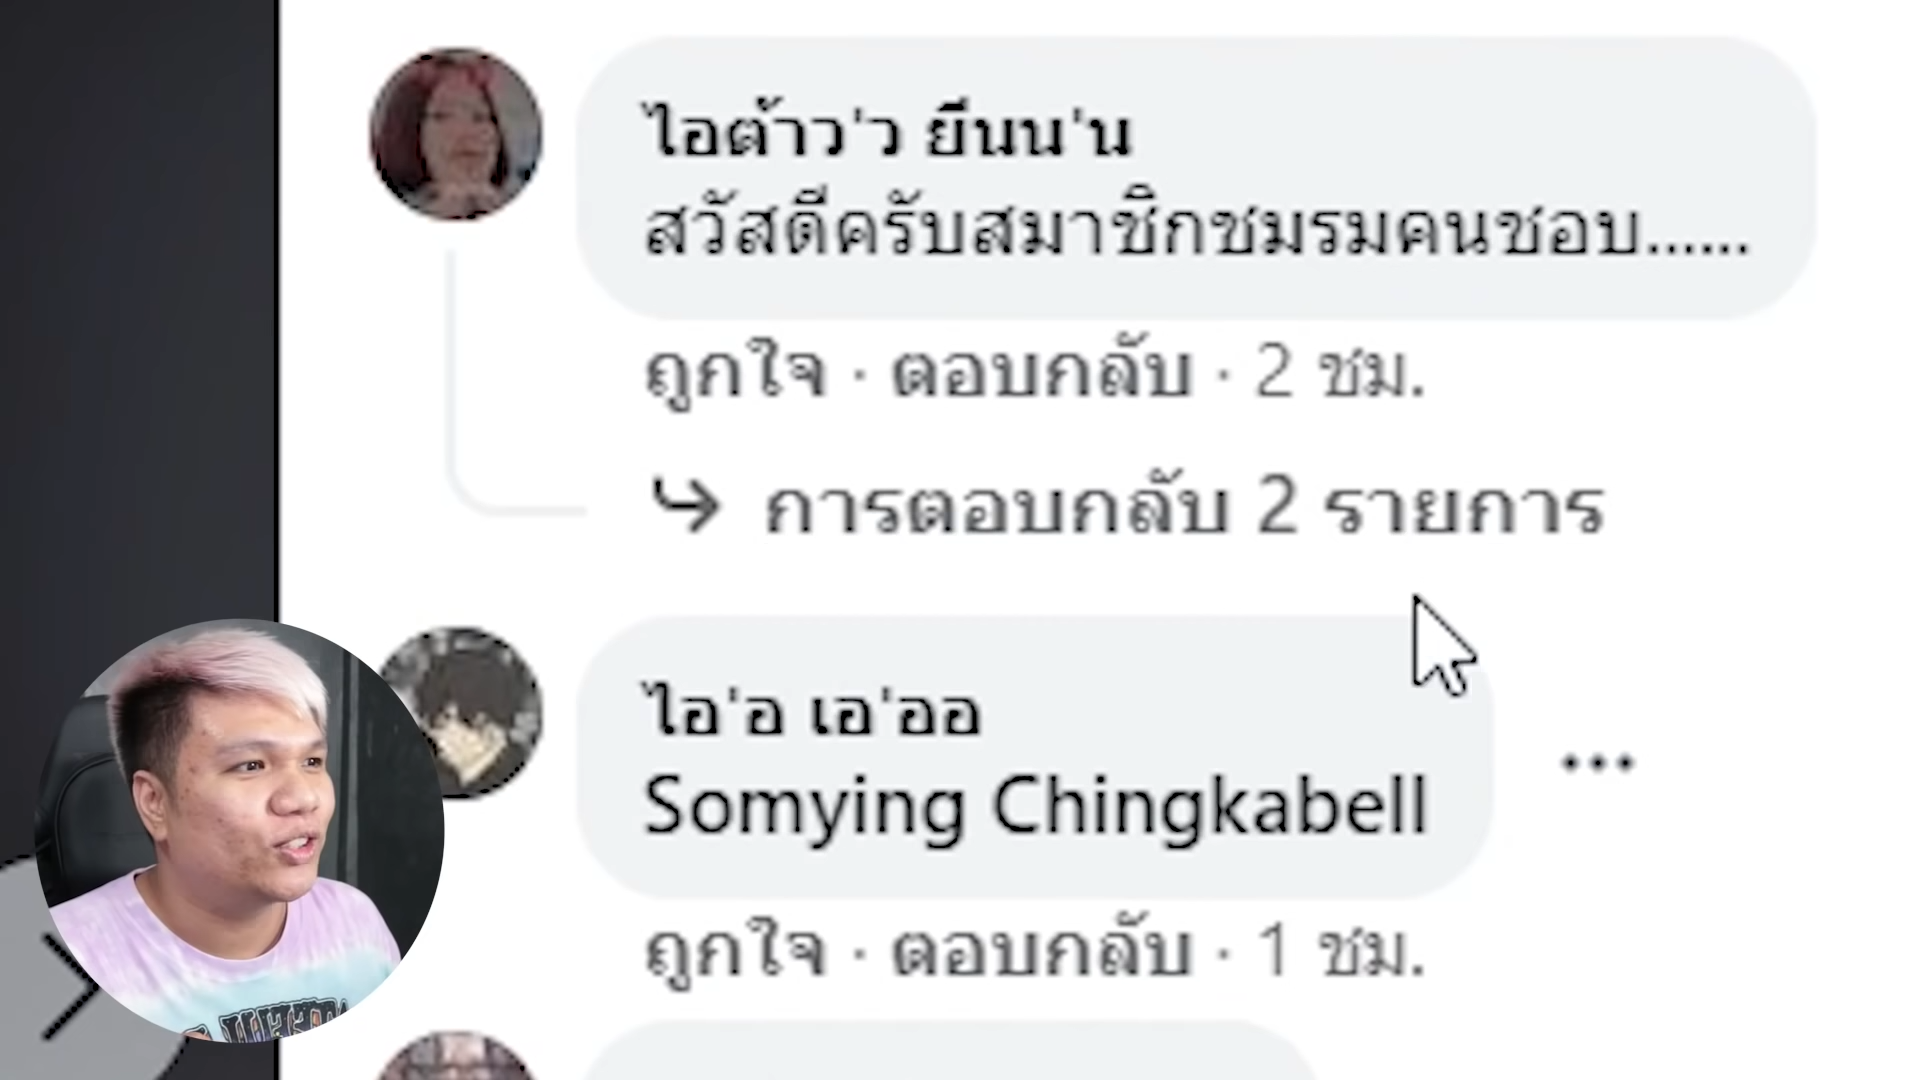 ไอต้าว'ว ยีนน'น
สวัสดีครับสมาชิกชมรมคนชอบ......
ถูกใจ · ตอบกลับ · 2 ชม.
การตอบกลับ 2 รายการ
ไอ'อ เอ'ออ
Somying Chingkabell
ถูกใจ · ตอบกลับ · 1 ชม.